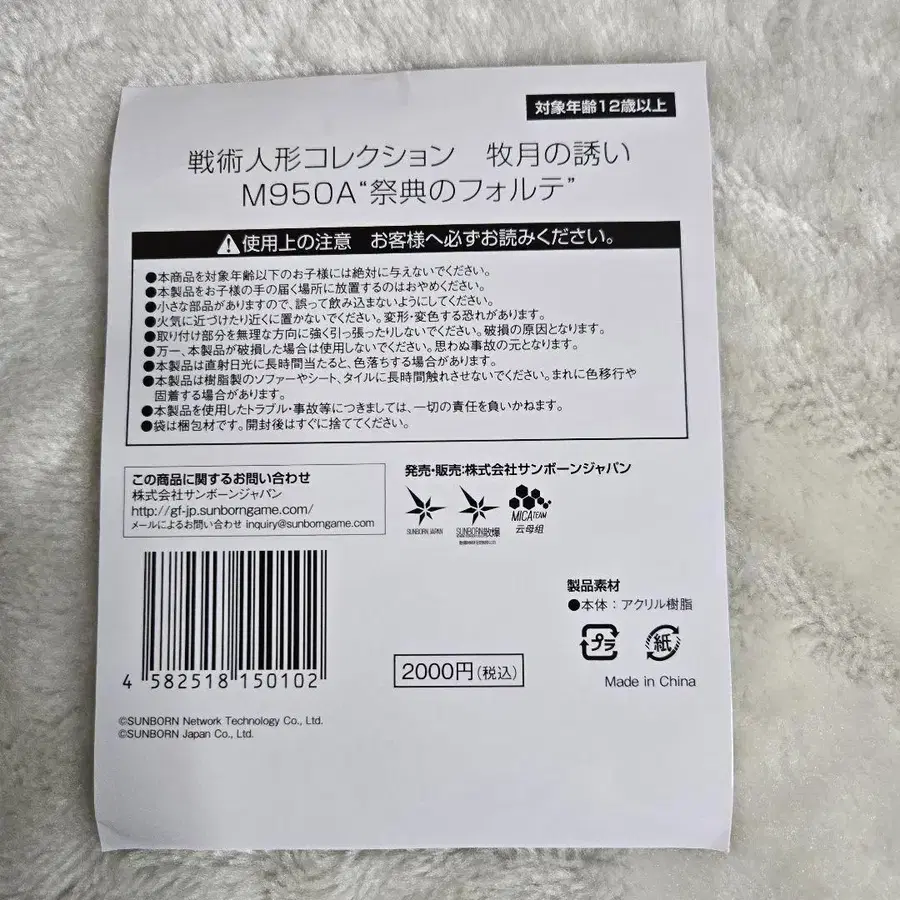 対象年齢12歳以上
戦術人形コレクション　牧月の誘い
M950A“祭典のフォルテ”
使用上の注意　お客様へ必ずお読みください。
●本商品を対象年齢以下のお子様には絶対に与えないでください。
●本製品をお子様の手の届く場所に放置するのはおやめください。
●小さな部品がありますので、誤って飲み込まないようにしてください。
●火気に近づけたり近くに置かないでください。変形・変色する恐れがあります。
●取り付け部分を無理な方向に強く引っ張ったりしないでください。破損の原因となります。
●万一、本製品が破損した場合は使用しないでください。思わぬ事故の元となります。
●本製品は直射日光に長時間当たると、色落ちする場合があります。
●本製品は樹脂製のソファーやシート、タイルに長時間触れさせないでください。まれに色移行や
固着する場合があります。
●本製品を使用したトラブル・事故等につきましては、一切の責任を負いかねます。
●袋は梱包材です。開封後はすぐに捨ててください。
この商品に関するお問い合わせ
株式会社サンボーンジャパン
http://gf-jp.sunborngame.com/
メールによるお問い合わせ inquiry@sunborngame.com
発売・販売：株式会社サンボーンジャパン
SUNBORN JAPAN
SUNBORN散爆
MICATEAM
云母组
製品素材
●本体：アクリル樹脂
プラ
紙
Made in China
2000円(税込)
4 582518 150102
©SUNBORN Network Technology Co., Ltd.
©SUNBORN Japan Co., Ltd.